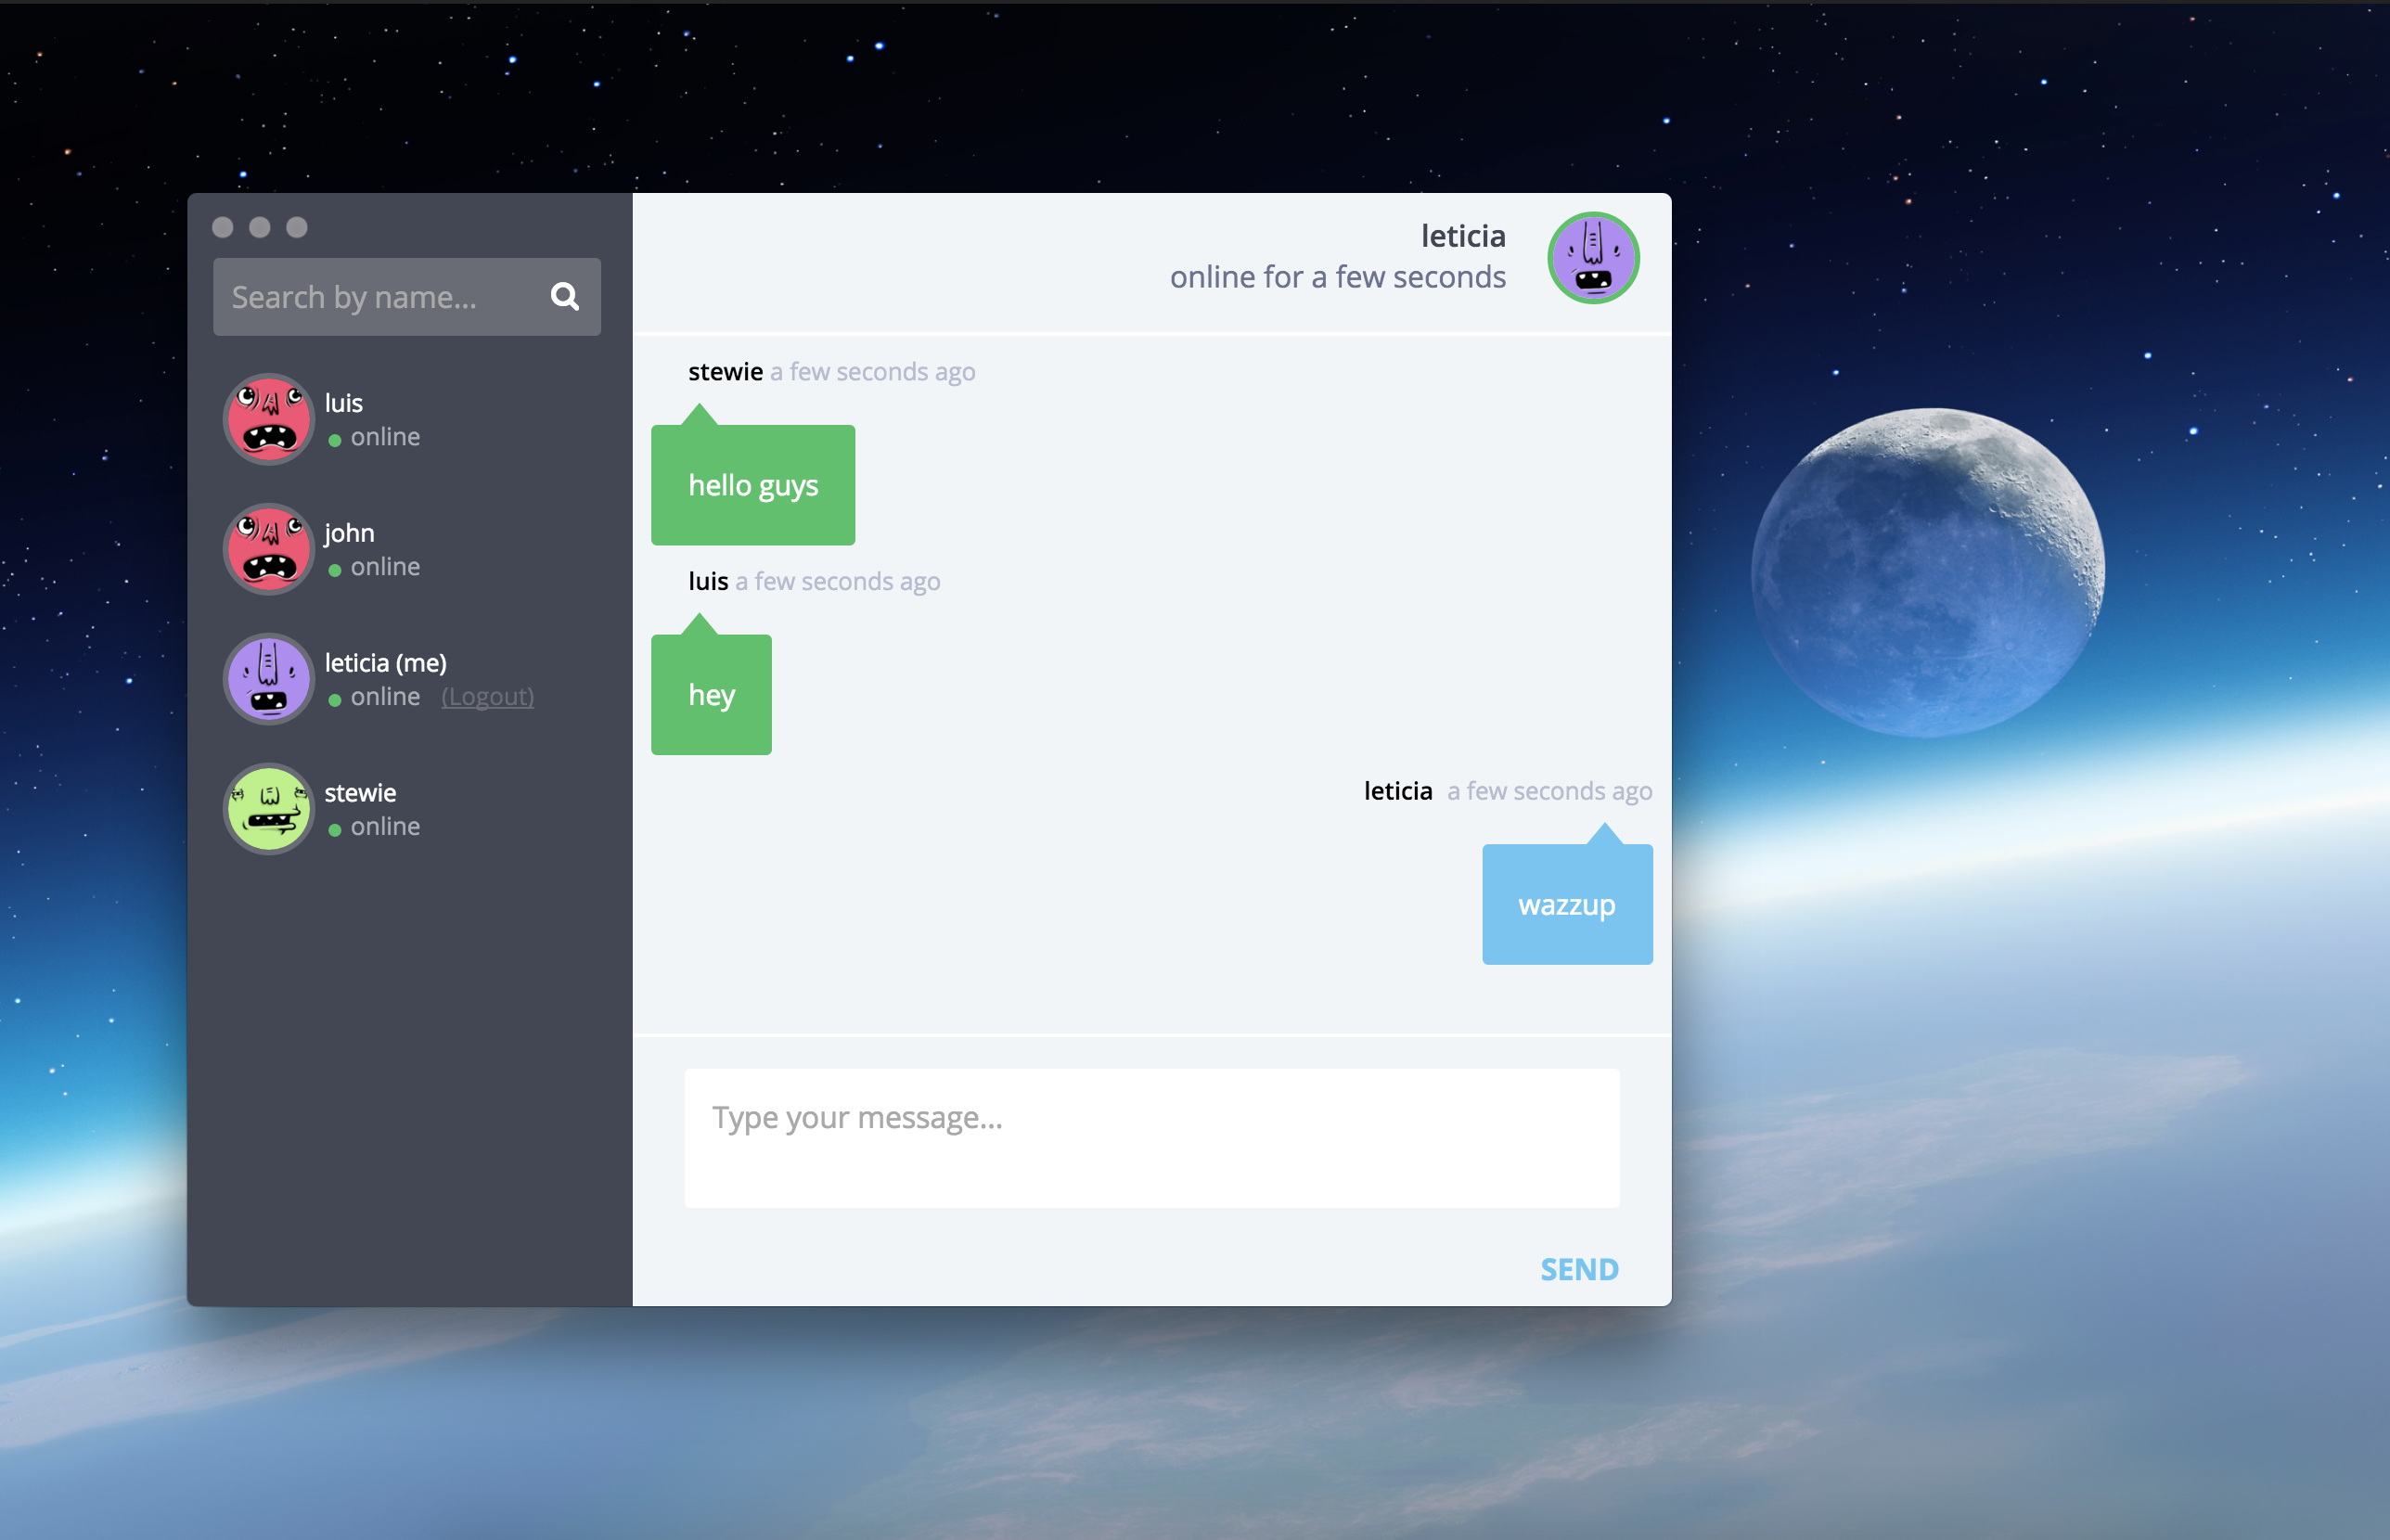 Search by name...
luis
online
john
online
leticia (me)
online (Logout)
stewie
online
leticia
online for a few seconds
stewie a few seconds ago
hello guys
luis a few seconds ago
hey
leticia a few seconds ago
wazzup
Type your message...
SEND